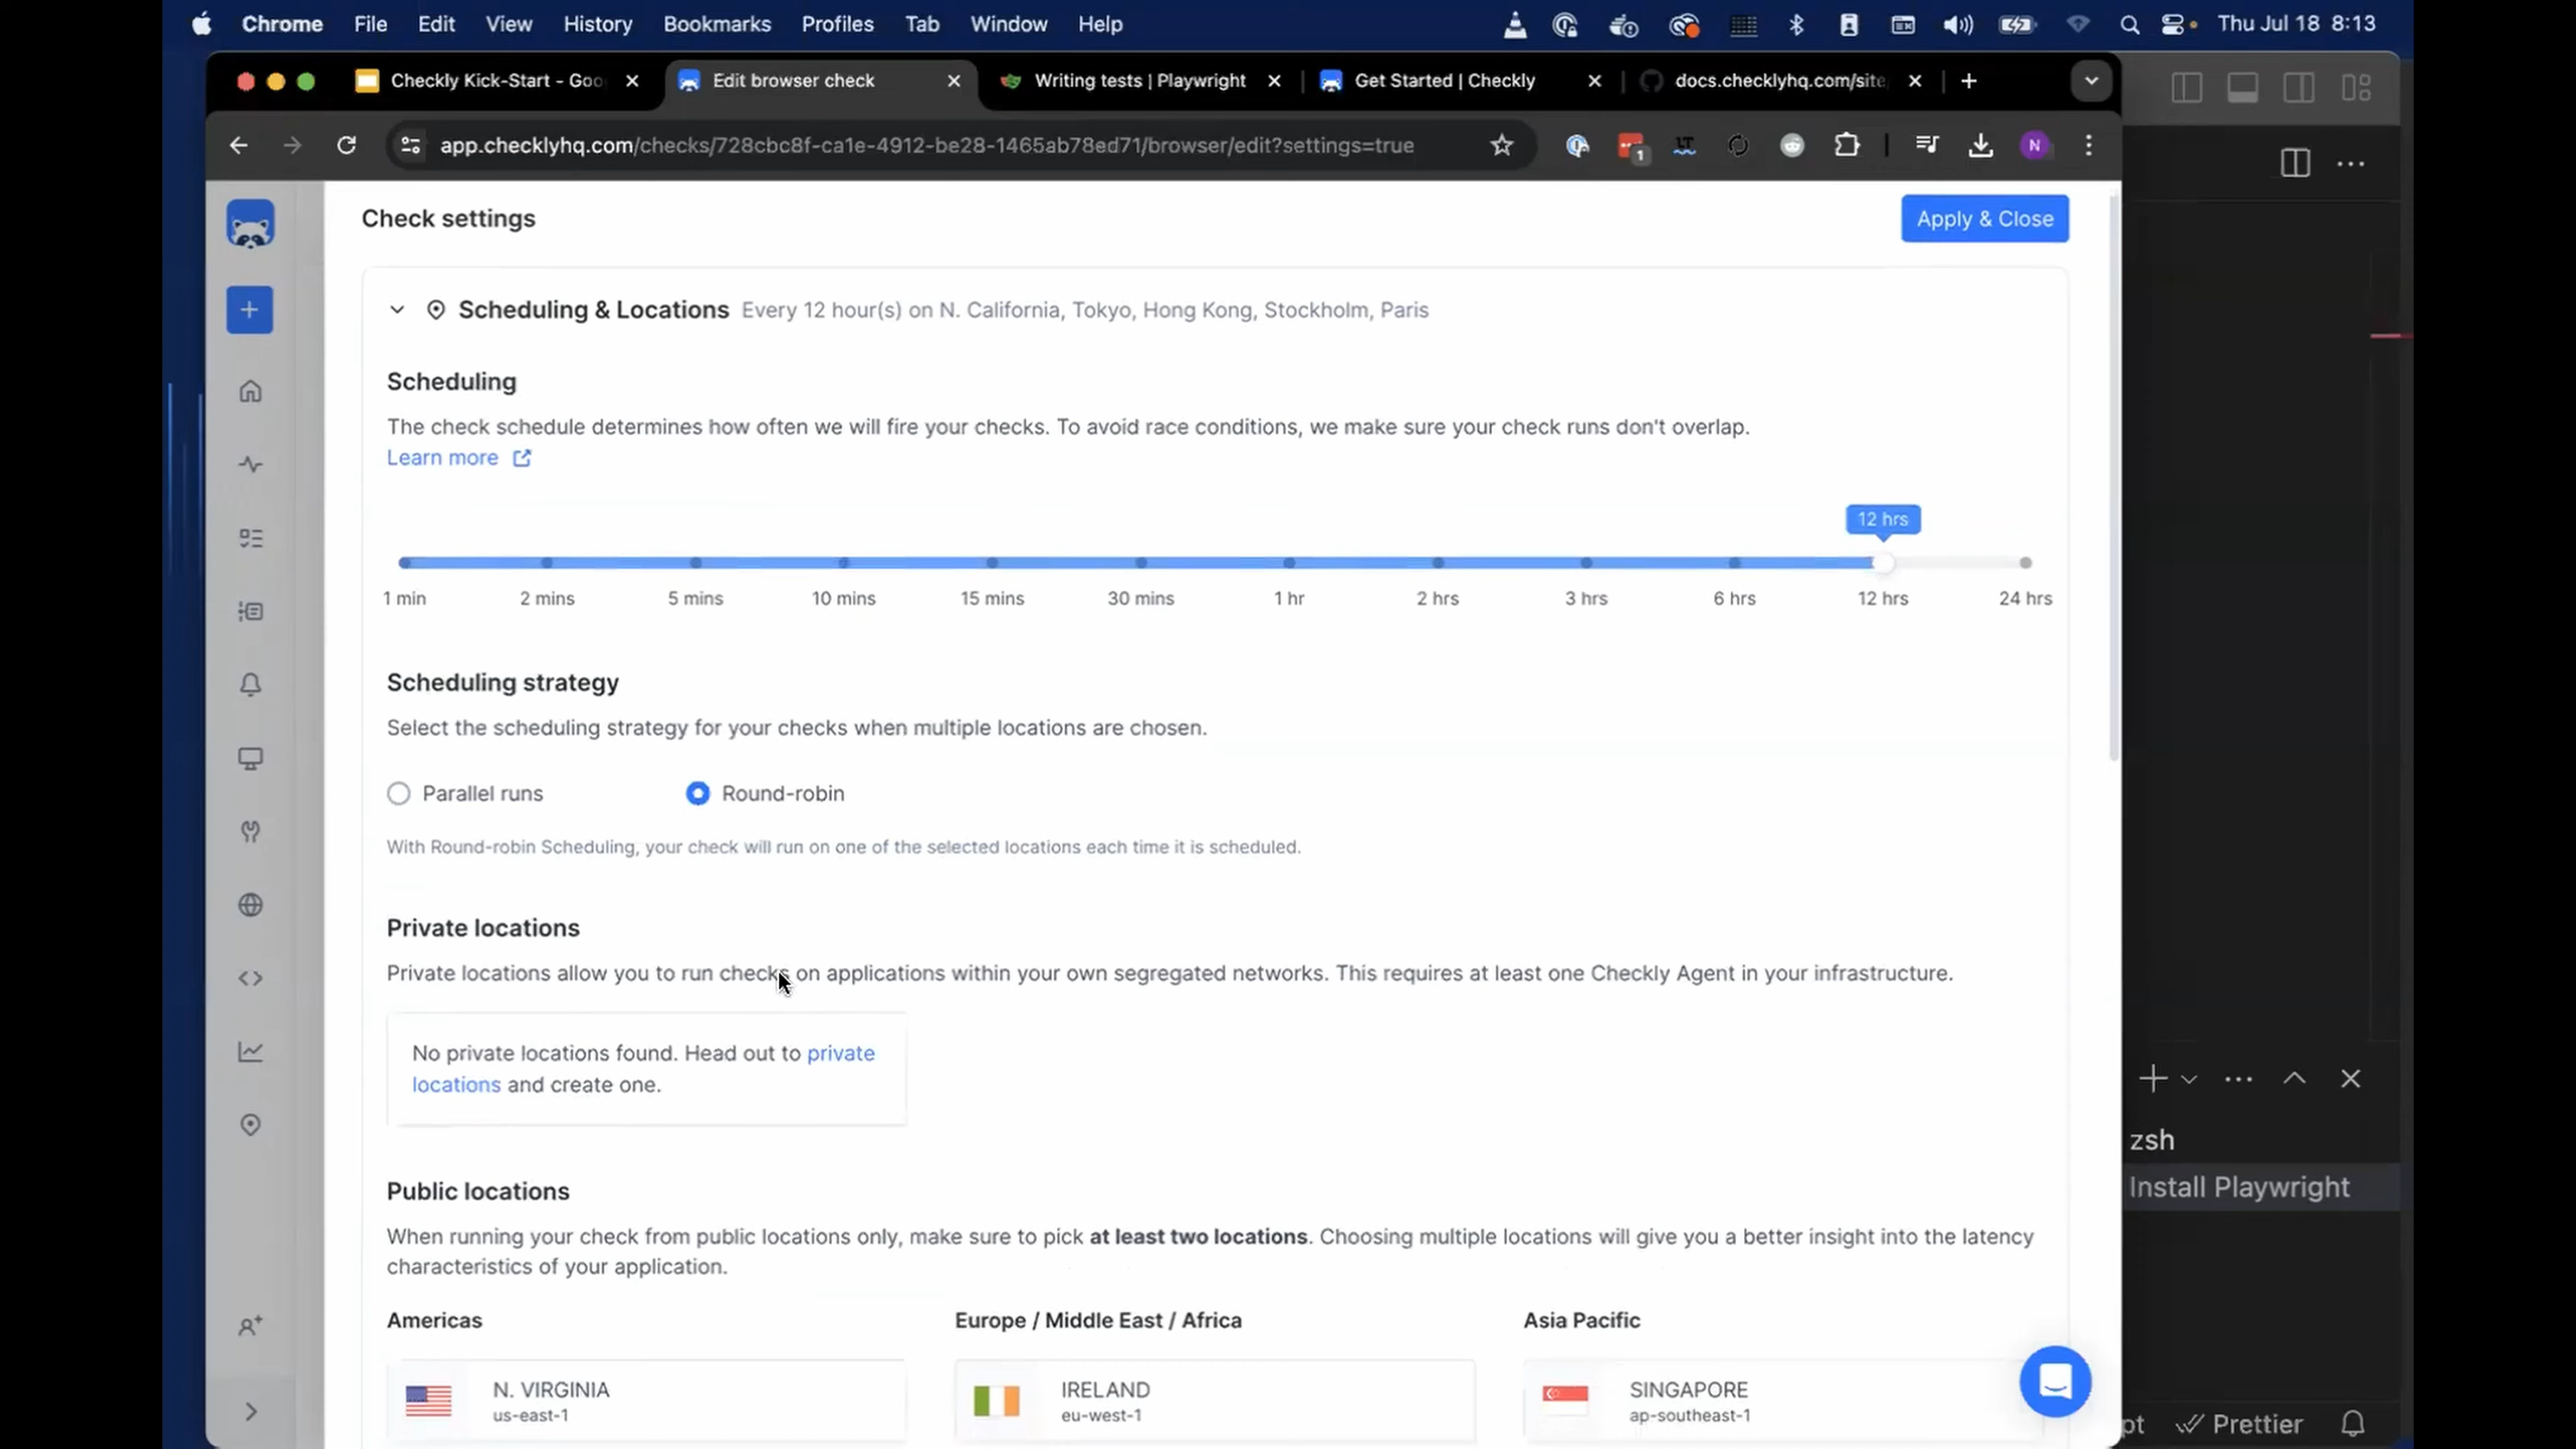 Chrome File Edit View History Bookmarks Profiles Tab Window Help Thu Jul 18 8:13
Checkly Kick-Start - Goo
Edit browser check
Writing tests | Playwright
Get Started | Checkly
docs.checklyhq.com/site
app.checklyhq.com/checks/728cbc8f-ca1e-4912-be28-1465ab78ed71/browser/edit?settings=true
LT
1
N
Check settings
Apply & Close
Scheduling & Locations Every 12 hour(s) on N. California, Tokyo, Hong Kong, Stockholm, Paris
Scheduling
The check schedule determines how often we will fire your checks. To avoid race conditions, we make sure your check runs don't overlap.
Learn more
12 hrs
1 min 2 mins 5 mins 10 mins 15 mins 30 mins 1 hr 2 hrs 3 hrs 6 hrs 12 hrs 24 hrs
Scheduling strategy
Select the scheduling strategy for your checks when multiple locations are chosen.
Parallel runs
Round-robin
With Round-robin Scheduling, your check will run on one of the selected locations each time it is scheduled.
Private locations
Private locations allow you to run checks on applications within your own segregated networks. This requires at least one Checkly Agent in your infrastructure.
No private locations found. Head out to private
locations and create one.
Public locations
When running your check from public locations only, make sure to pick at least two locations. Choosing multiple locations will give you a better insight into the latency
characteristics of your application.
Americas
Europe / Middle East / Africa
Asia Pacific
N. VIRGINIA
us-east-1
IRELAND
eu-west-1
SINGAPORE
ap-southeast-1
zsh
Install Playwright
pt
Prettier